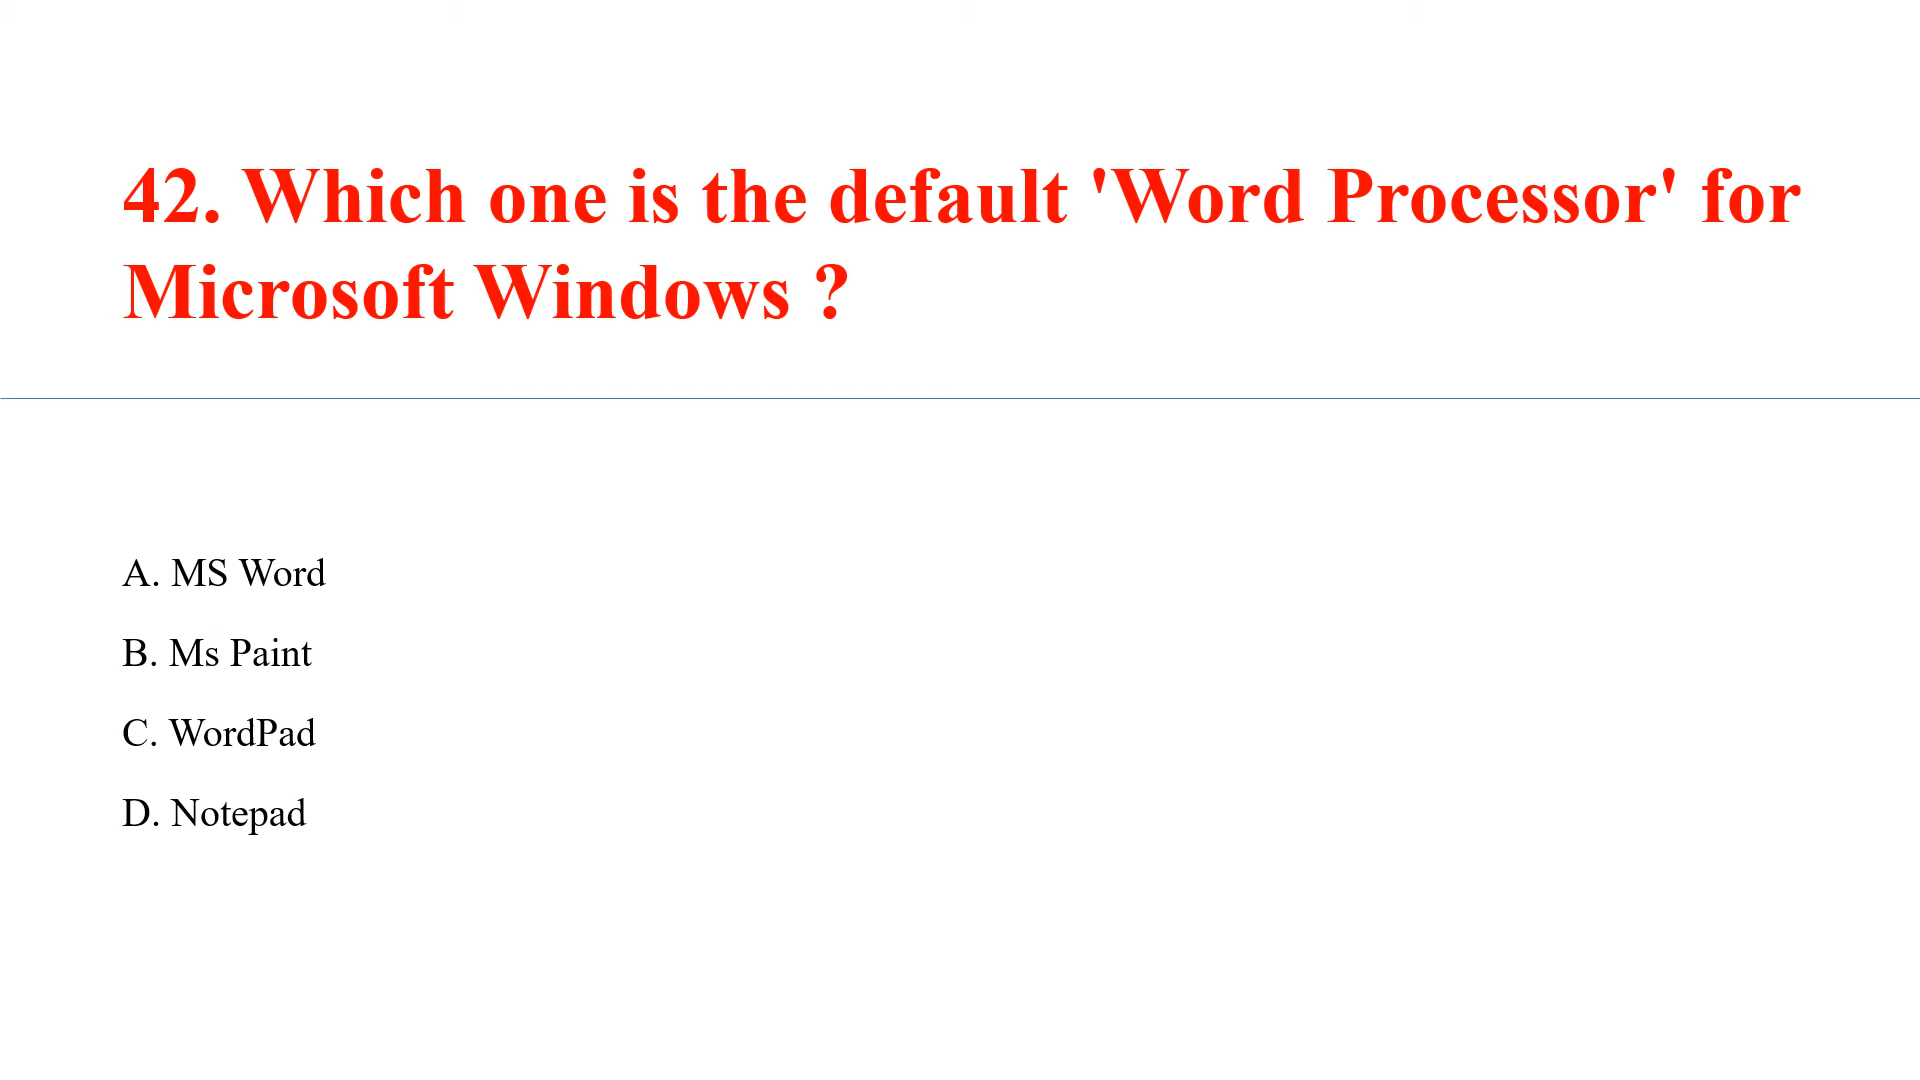 42. Which one is the default 'Word Processor' for
Microsoft Windows ?
A. MS Word
B. Ms Paint
C. WordPad
D. Notepad